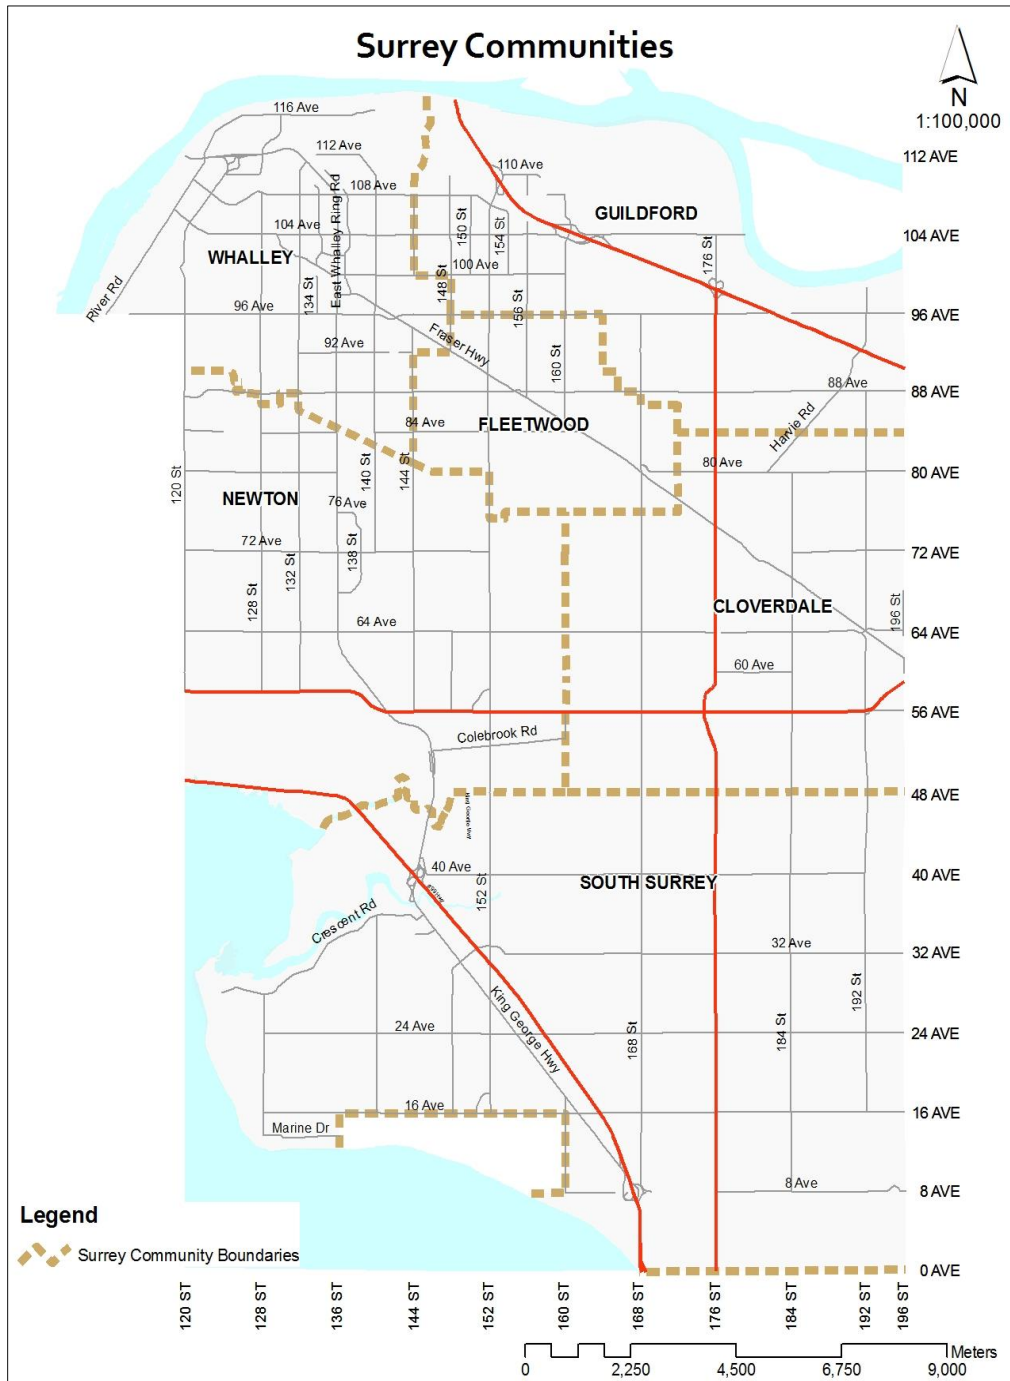 Surrey Communities
N
1:100,000
116 Ave
112 Ave
112 AVE
110 Ave
108 Ave
East Whalley Ring Rd
GUILDFORD
150 St
154 St
104 Ave
104 AVE
WHALLEY
176 St
100 Ave
148 St
134 St
River Rd
96 Ave
156 St
96 AVE
Fraser Hwy
92 Ave
160 St
88 Ave
88 AVE
84 Ave
FLEETWOOD
Harvie Rd
80 Ave
80 AVE
120 St
140 St
144 St
NEWTON
76 Ave
72 Ave
138 St
72 AVE
132 St
128 St
CLOVERDALE
196 St
64 Ave
64 AVE
60 Ave
56 AVE
Colebrook Rd
48 AVE
King George Hwy
40 Ave
40 AVE
152 St
SOUTH SURREY
Crescent Rd
32 Ave
32 AVE
192 St
King George Hwy
24 Ave
168 St
184 St
24 AVE
16 Ave
16 AVE
Marine Dr
8 Ave
8 AVE
Legend
Surrey Community Boundaries
0 AVE
120 ST
128 ST
136 ST
144 ST
152 ST
160 ST
168 ST
176 ST
184 ST
192 ST
196 ST
Meters
0 2,250 4,500 6,750 9,000